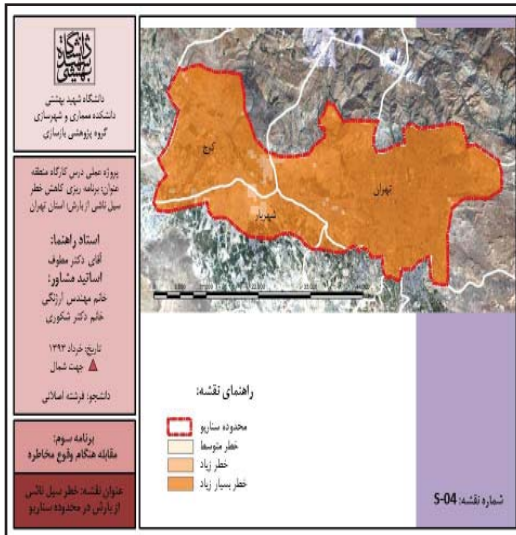 دانشگاه شهید بهشتی
دانشکده معماری و شهرسازی
گروه پژوهشی بازسازی
پروژه عملی درس کارگاه منطقه
عنوان: برنامه ریزی کاهش خطر
سیل ناشی از بارش: استان تهران
استاد راهنما:
آقای دکتر مطوف
اساتید مشاور:
خانم مهندس ارژنگی
خانم دکتر شکوری
تاریخ: خرداد ۱۳۹۳
جهت شمال
دانشجو: فرشته اصلانی
برنامه سوم:
مقابله هنگام وقوع مخاطره
عنوان نقشه: خطر سیل ناشی
از بارش در محدوده سناریو
کرج
تهران
شهریار
راهنمای نقشه:
محدوده سناریو
خطر متوسط
خطر زیاد
خطر بسیار زیاد
شماره نقشه: S-04